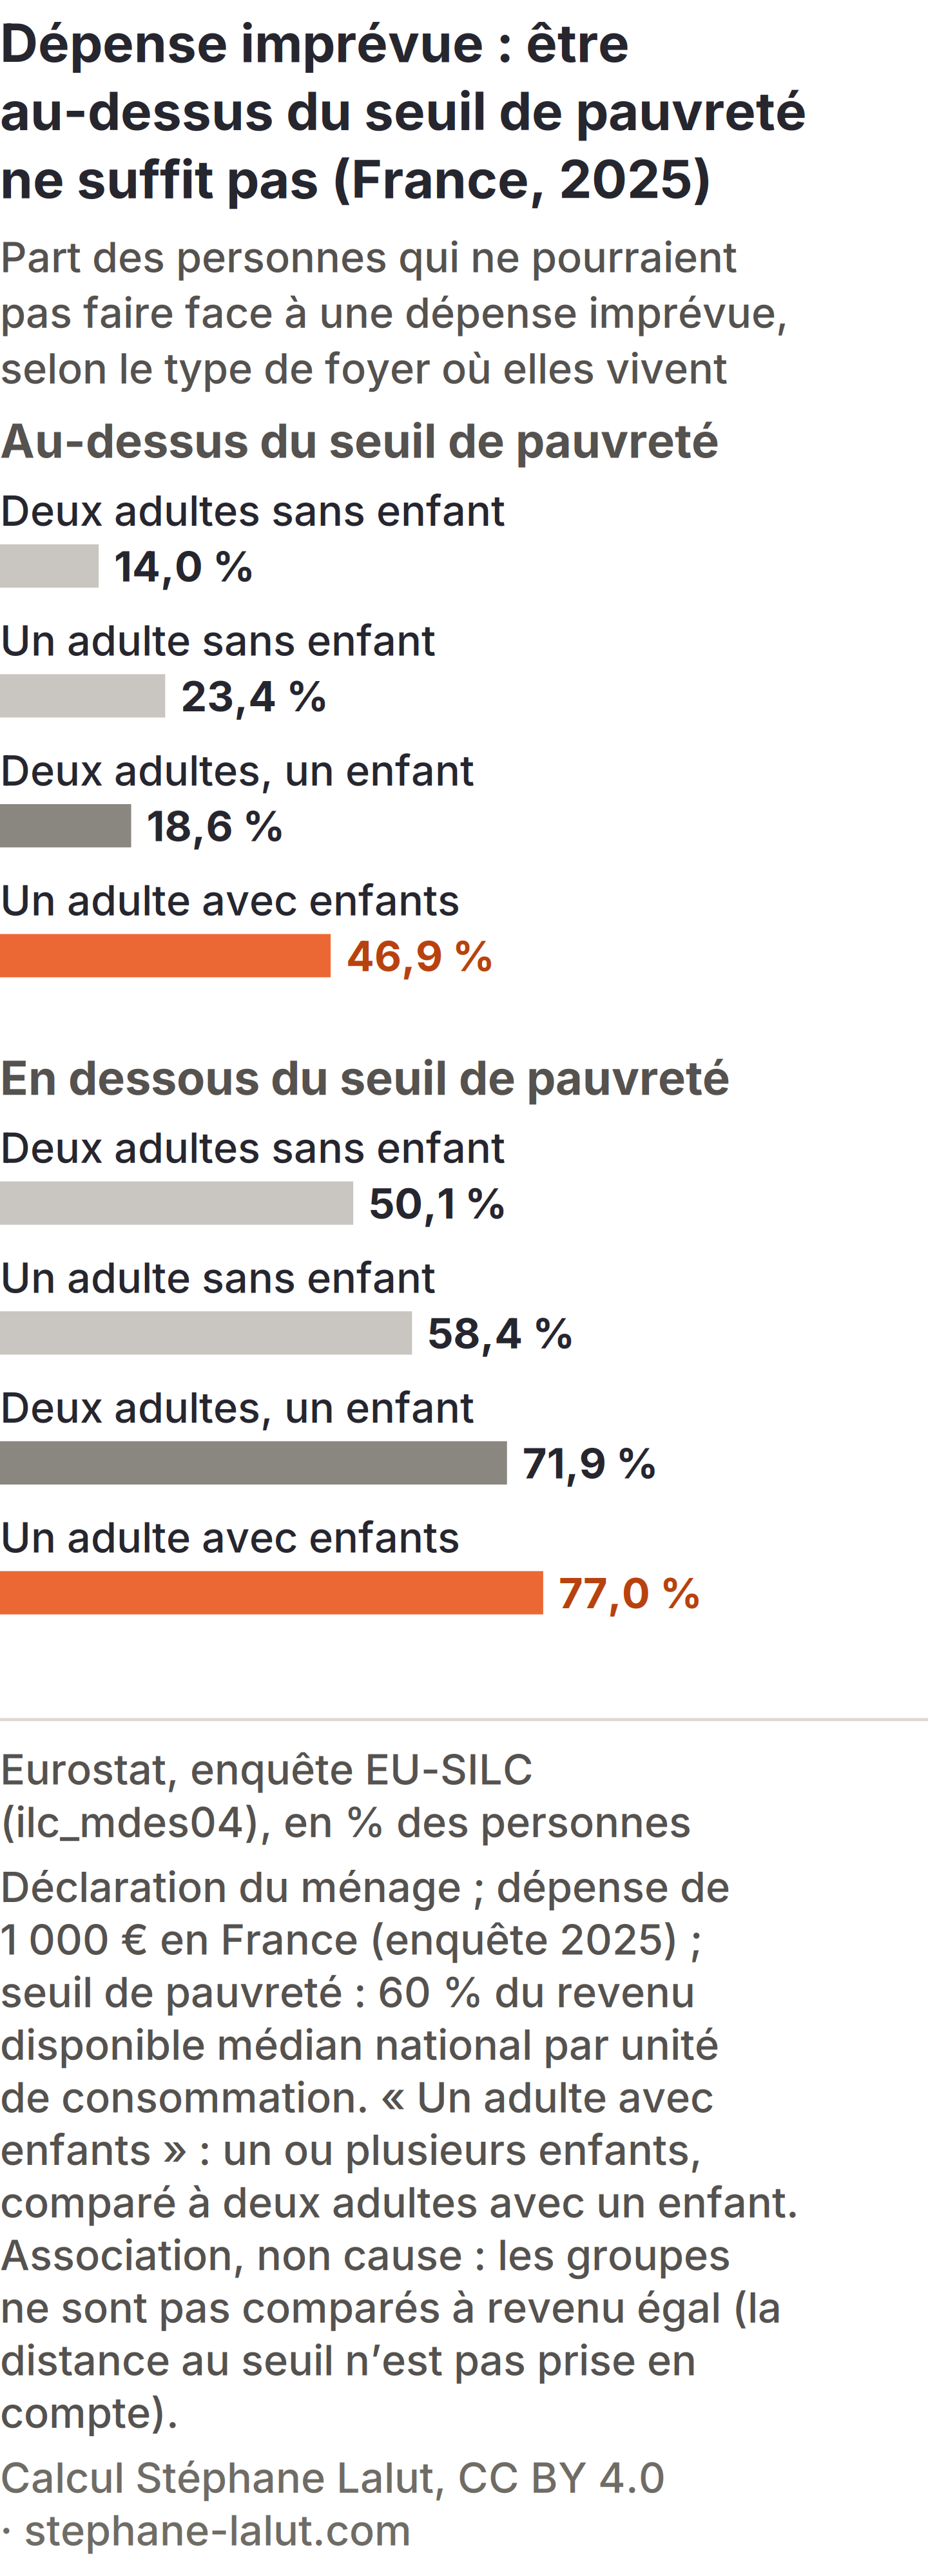 Dépense imprévue : être
au-dessus du seuil de pauvreté
ne suffit pas (France, 2025)
Part des personnes qui ne pourraient
pas faire face à une dépense imprévue,
selon le type de foyer où elles vivent
Au-dessus du seuil de pauvreté
Deux adultes sans enfant
14,0 %
Un adulte sans enfant
23,4 %
Deux adultes, un enfant
18,6 %
Un adulte avec enfants
46,9 %
En dessous du seuil de pauvreté
Deux adultes sans enfant
50,1 %
Un adulte sans enfant
58,4 %
Deux adultes, un enfant
71,9 %
Un adulte avec enfants
77,0 %
Eurostat, enquête EU-SILC
(ilc_mdes04), en % des personnes
Déclaration du ménage ; dépense de
1 000 € en France (enquête 2025) ;
seuil de pauvreté : 60 % du revenu
disponible médian national par unité
de consommation. « Un adulte avec
enfants » : un ou plusieurs enfants,
comparé à deux adultes avec un enfant.
Association, non cause : les groupes
ne sont pas comparés à revenu égal (la
distance au seuil n’est pas prise en
compte).
Calcul Stéphane Lalut, CC BY 4.0
· stephane-lalut.com